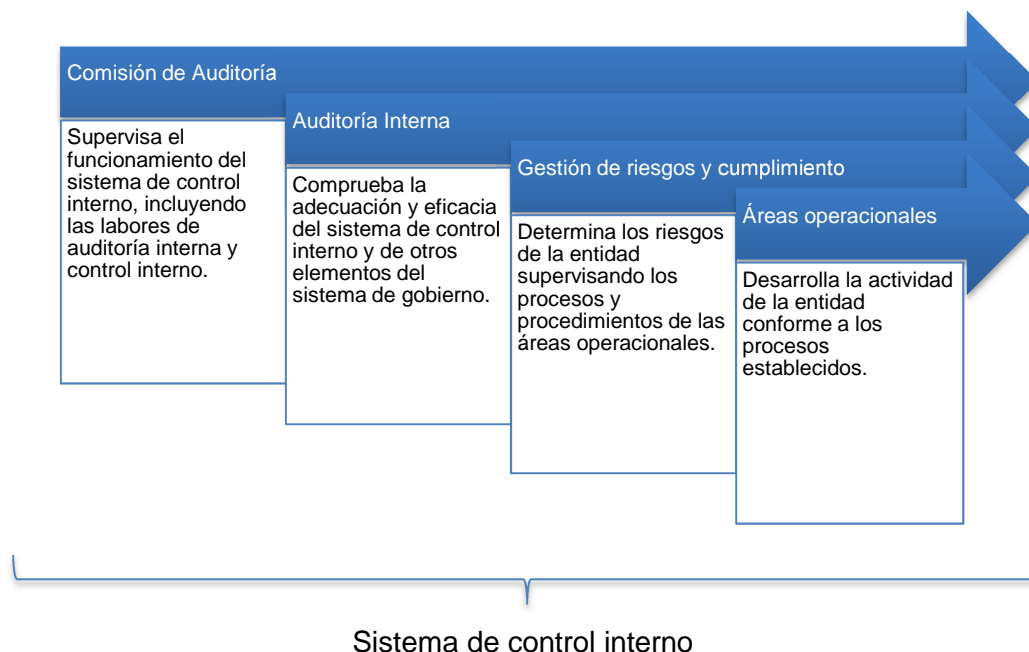 Comisión de Auditoría
Supervisa el
funcionamiento del
sistema de control
interno, incluyendo
las labores de
auditoría interna y
control interno.
Auditoría Interna
Comprueba la
adecuación y eficacia
del sistema de control
interno y de otros
elementos del
sistema de gobierno.
Gestión de riesgos y cumplimiento
Determina los riesgos
de la entidad
supervisando los
procesos y
procedimientos de las
áreas operacionales.
Áreas operacionales
Desarrolla la actividad
de la entidad
conforme a los
procesos
establecidos.
Sistema de control interno